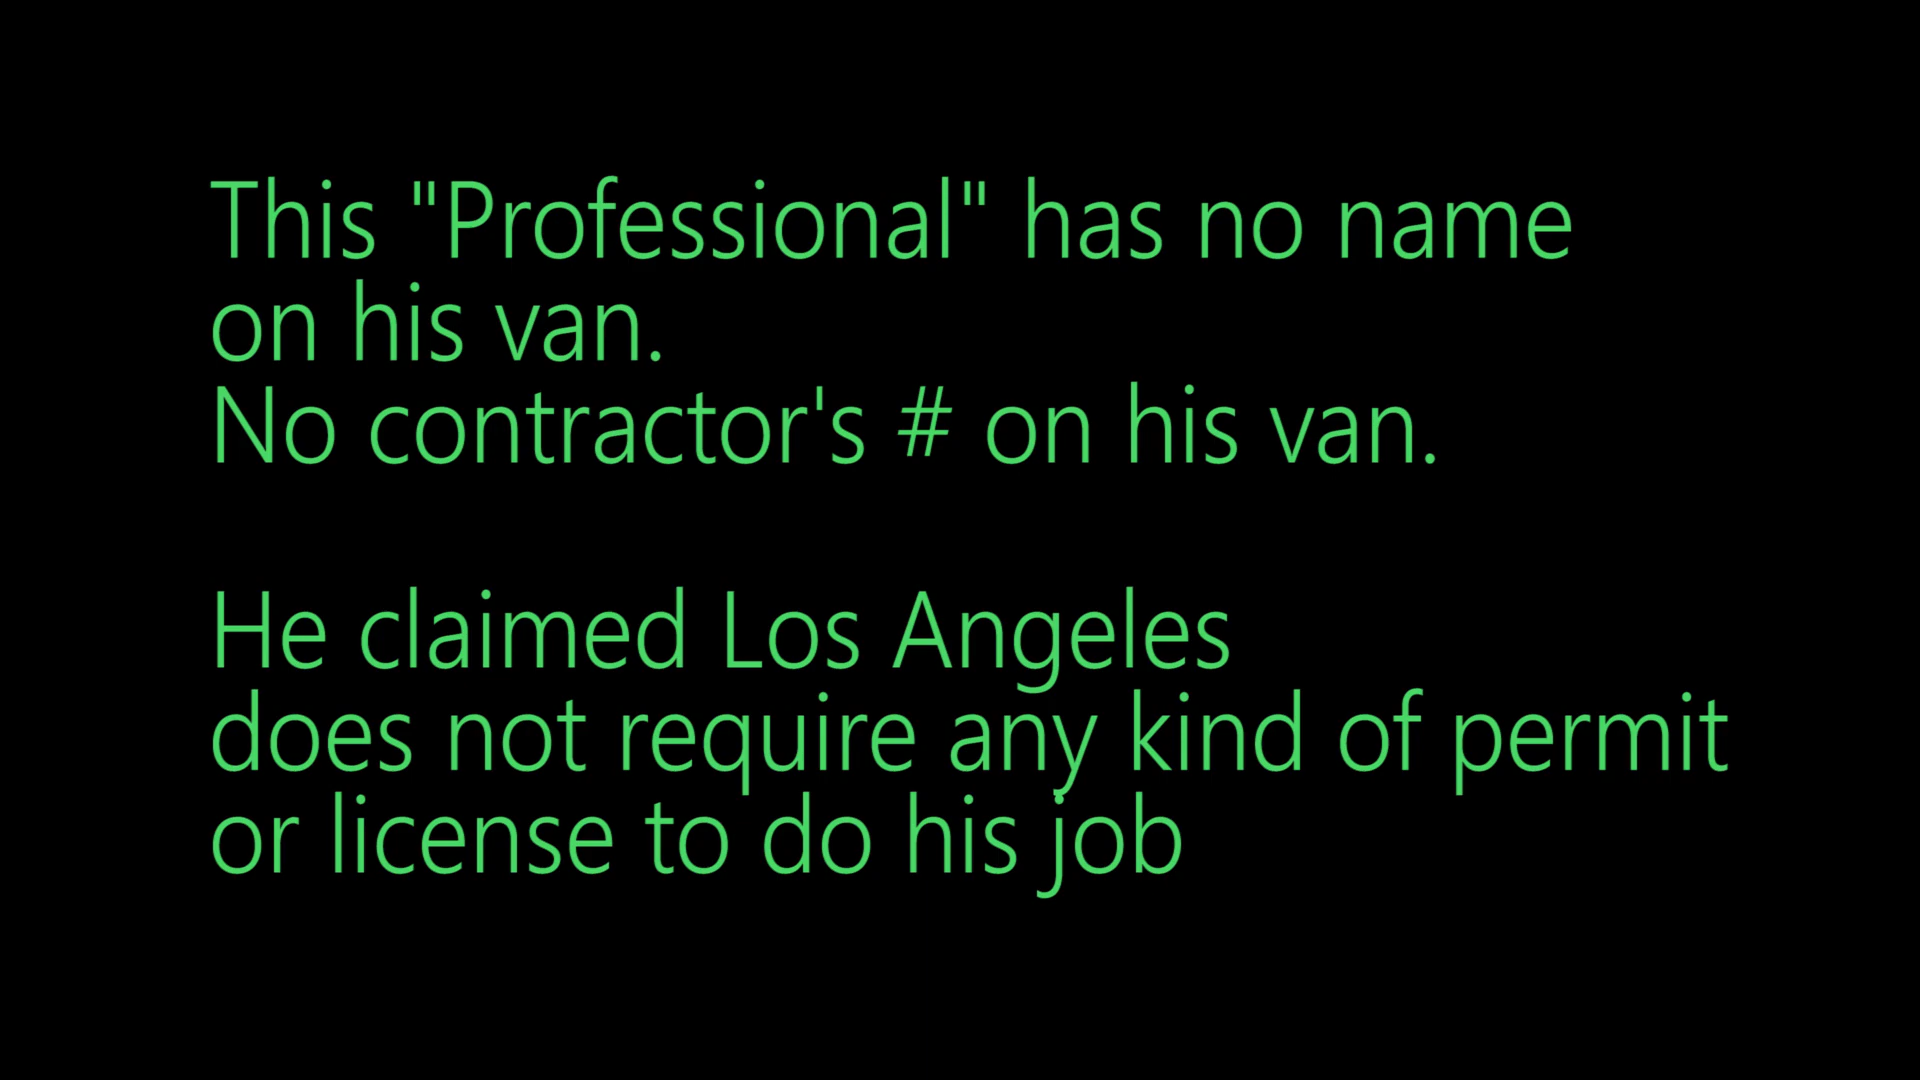 This "Professional" has no name
on his van.
No contractor's # on his van.
He claimed Los Angeles
does not require any kind of permit
or license to do his job